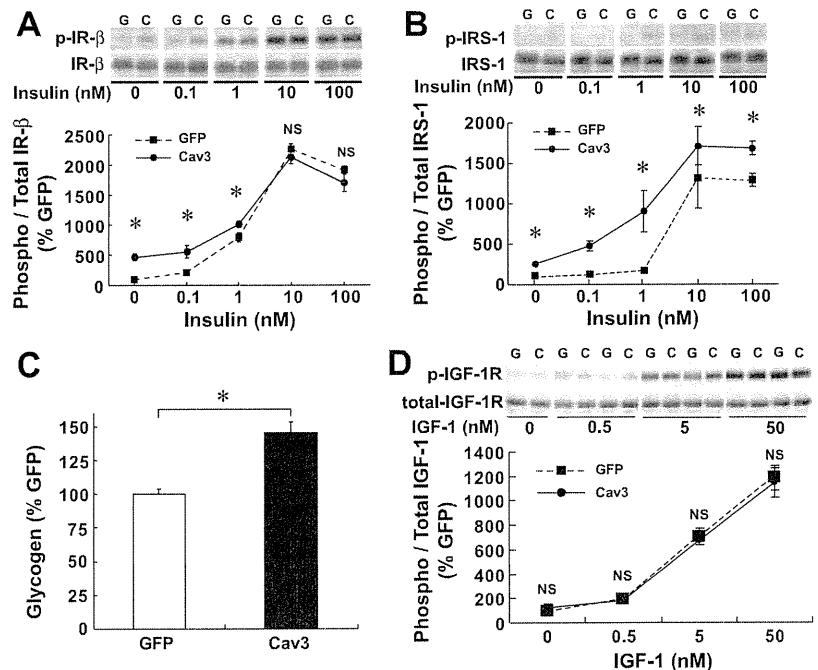 A
G C G C G C G C G C
p-IR-β
IR-β
Insulin (nM) 0 0.1 1 10 100
Phospho / Total IR-β
(% GFP)
2500
2000
1500
1000
500
0
GFP
Cav3
* * * NS NS
0 0.1 1 10 100
Insulin (nM)
B
G C G C G C G C G C
p-IRS-1
IRS-1
Insulin (nM) 0 0.1 1 10 100
Phospho / Total IRS-1
(% GFP)
2000
1500
1000
500
0
GFP
Cav3
* * * * *
0 0.1 1 10 100
Insulin (nM)
C
Glycogen (% GFP)
150
125
100
75
50
25
0
*
GFP Cav3
D
G C G C G C G C G C G C G C
p-IGF-1R
total-IGF-1R
IGF-1 (nM) 0 0.5 5 50
Phospho / Total IGF-1
(% GFP)
1400
1200
1000
800
600
400
200
0
GFP
Cav3
NS NS NS NS
0 0.5 5 50
IGF-1 (nM)